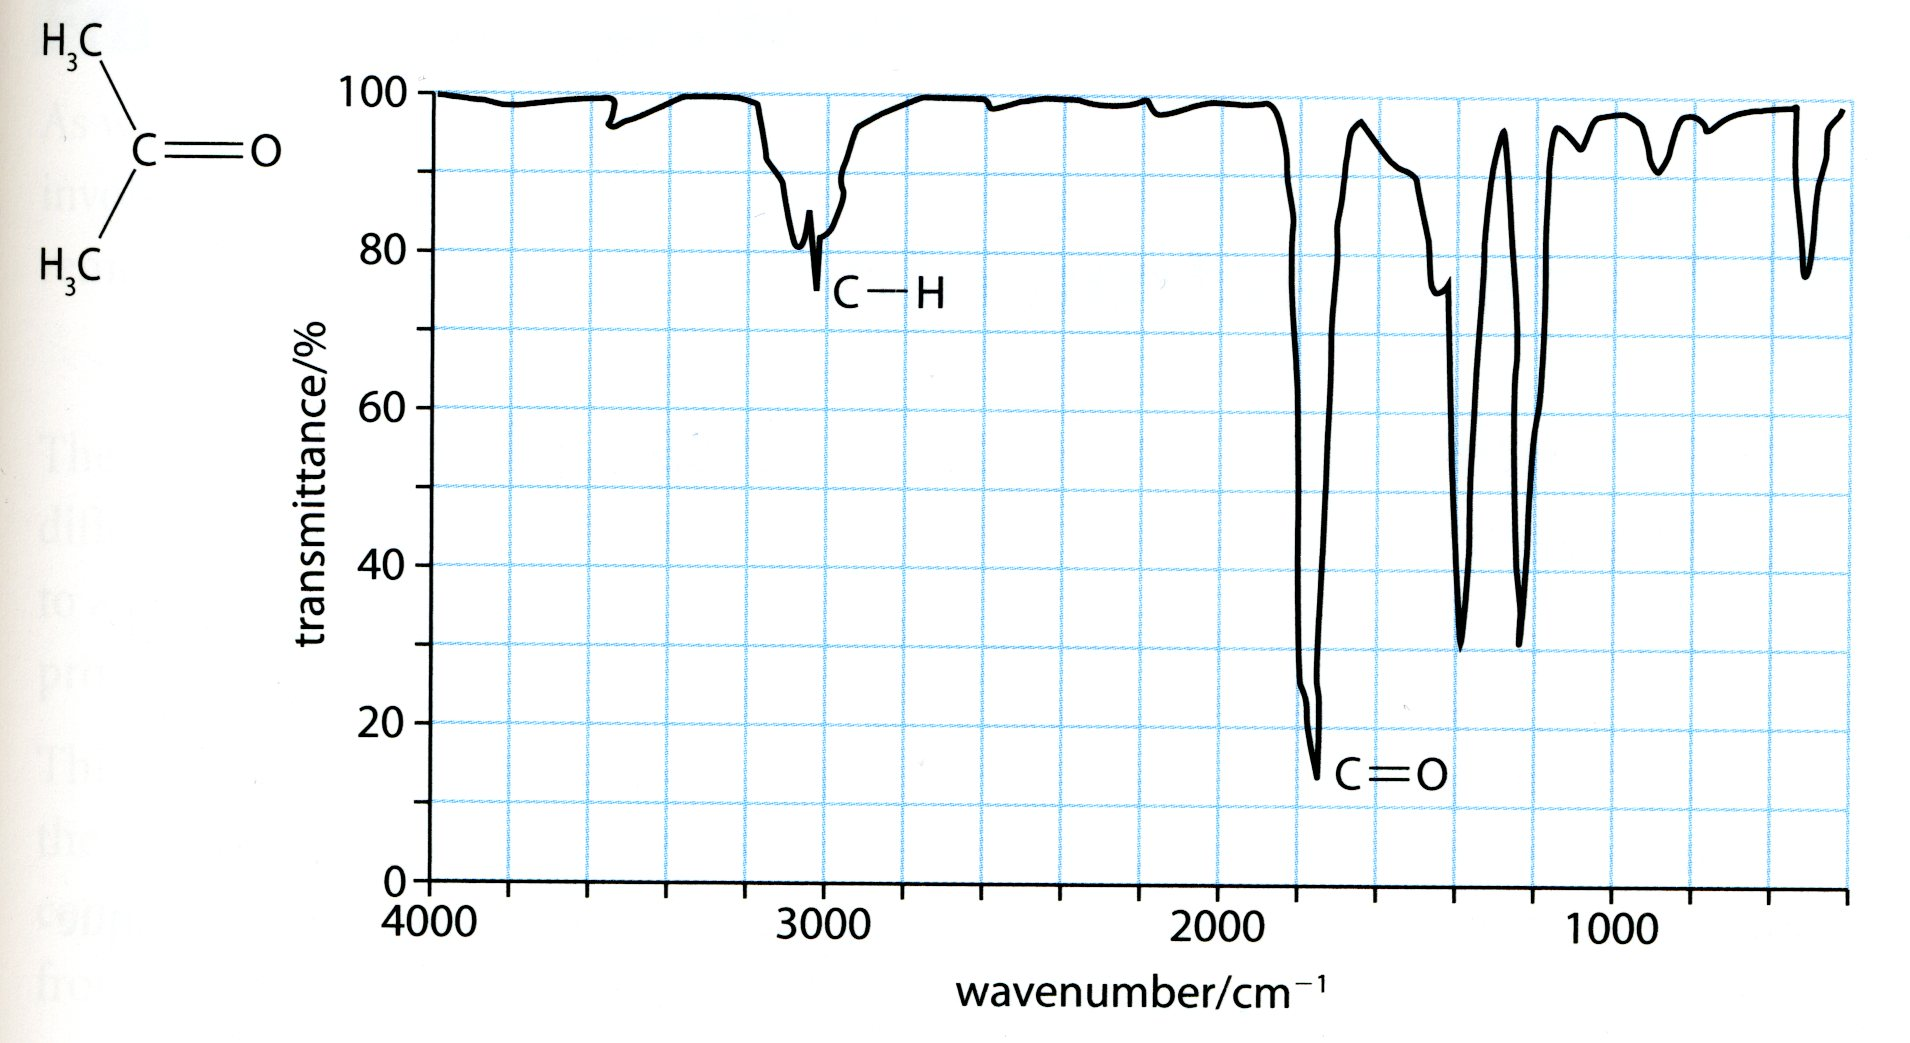 H₃C
C=O
H₃C
transmittance/%
100
80
60
40
20
0
C—H
C=O
4000 3000 2000 1000
wavenumber/cm⁻¹